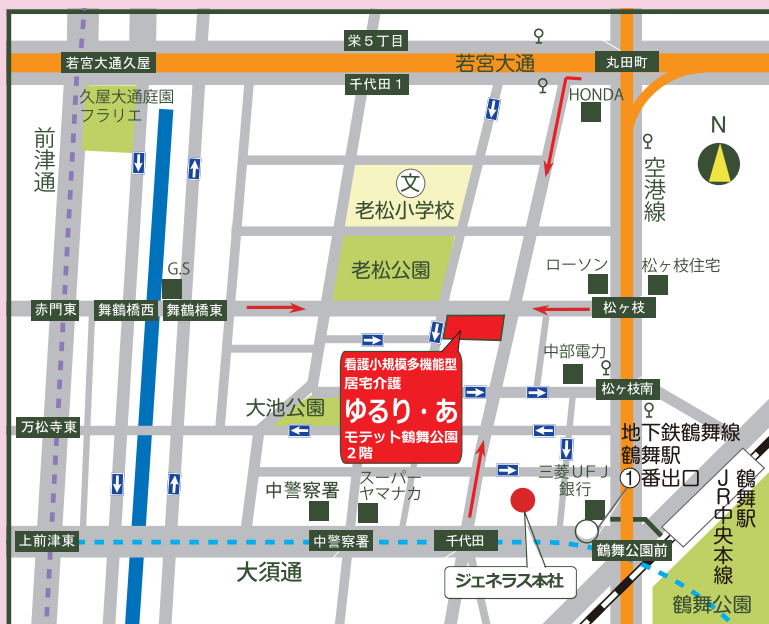 栄5丁目
若宮大通久屋
若宮大通
丸田町
千代田1
久屋大通庭園
フラリエ
HONDA
N
前津通
空港線
文
老松小学校
老松公園
G.S
ローソン
松ヶ枝住宅
赤門東
舞鶴橋西
舞鶴橋東
松ヶ枝
看護小規模多機能型
居宅介護
ゆるり・あ
モデット鶴舞公園
2階
中部電力
松ヶ枝南
大池公園
万松寺東
地下鉄鶴舞線
鶴舞駅
①番出口
三菱UFJ
銀行
スーパー
ヤマナカ
中警察署
鶴舞駅
JR中央本線
上前津東
中警察署
千代田
鶴舞公園前
大須通
ジェネラス本社
鶴舞公園